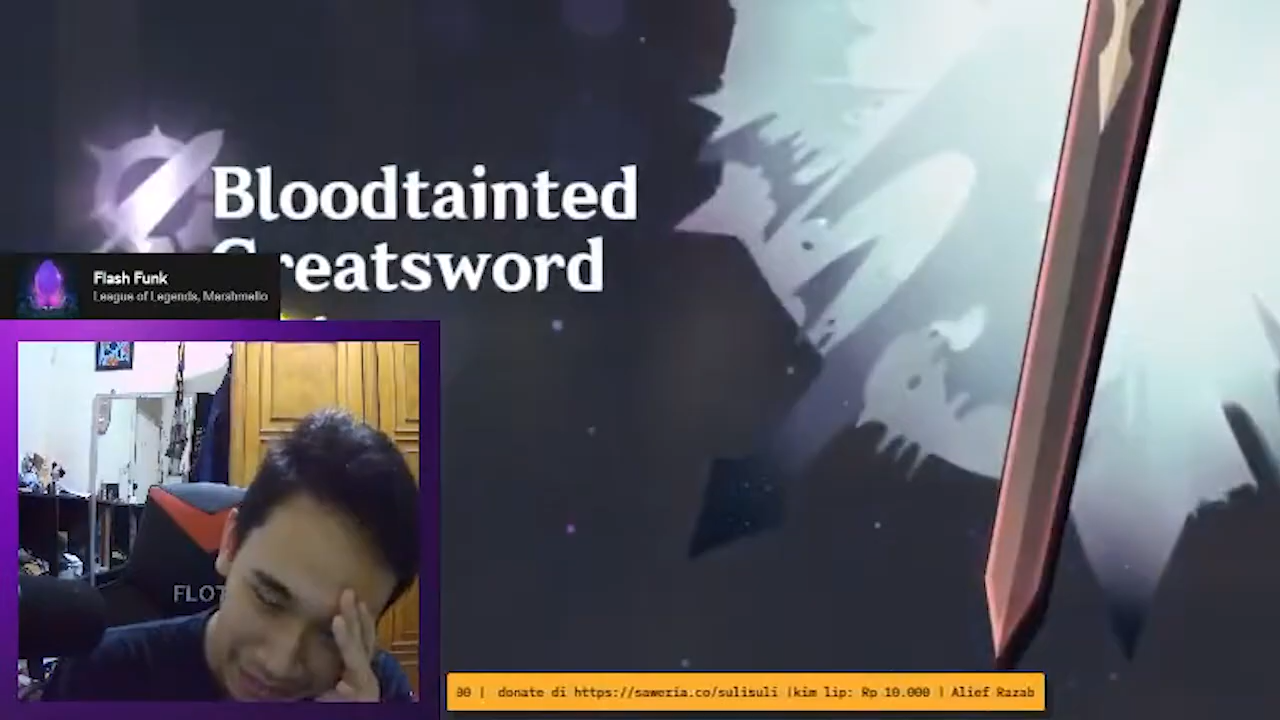 Bloodtainted
Greatsword
Flash Funk
League of Legends, Marshmello
FLOT
00 | donate di https://saweria.co/sulisuli |kim lip: Rp 10.000 | Alief Razab